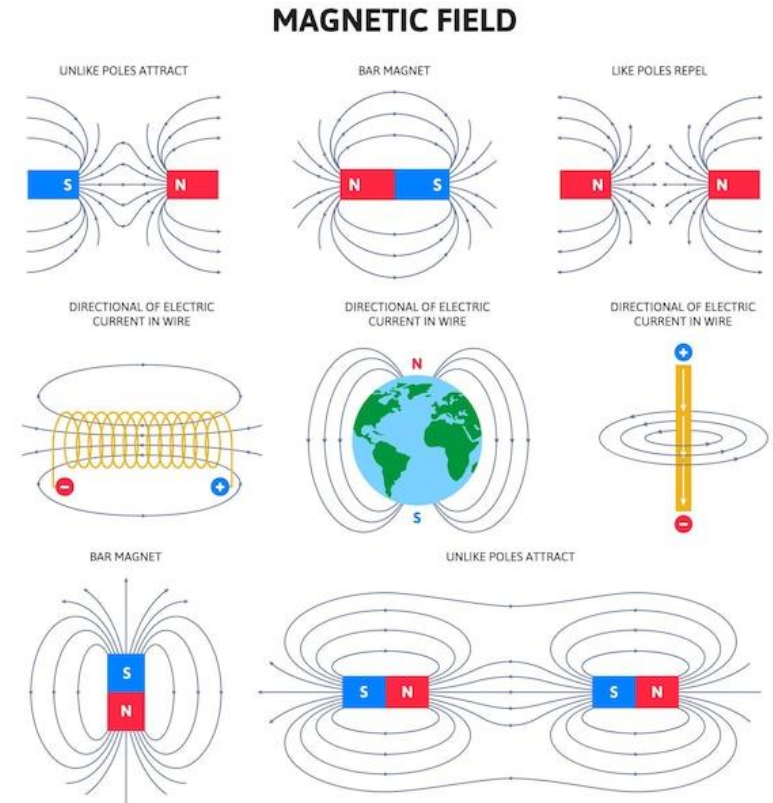 MAGNETIC FIELD
UNLIKE POLES ATTRACT
BAR MAGNET
LIKE POLES REPEL
S
N
N
S
N
N
DIRECTIONAL OF ELECTRIC
CURRENT IN WIRE
DIRECTIONAL OF ELECTRIC
CURRENT IN WIRE
DIRECTIONAL OF ELECTRIC
CURRENT IN WIRE
−
+
N
S
+
−
BAR MAGNET
UNLIKE POLES ATTRACT
S
N
S
N
S
N